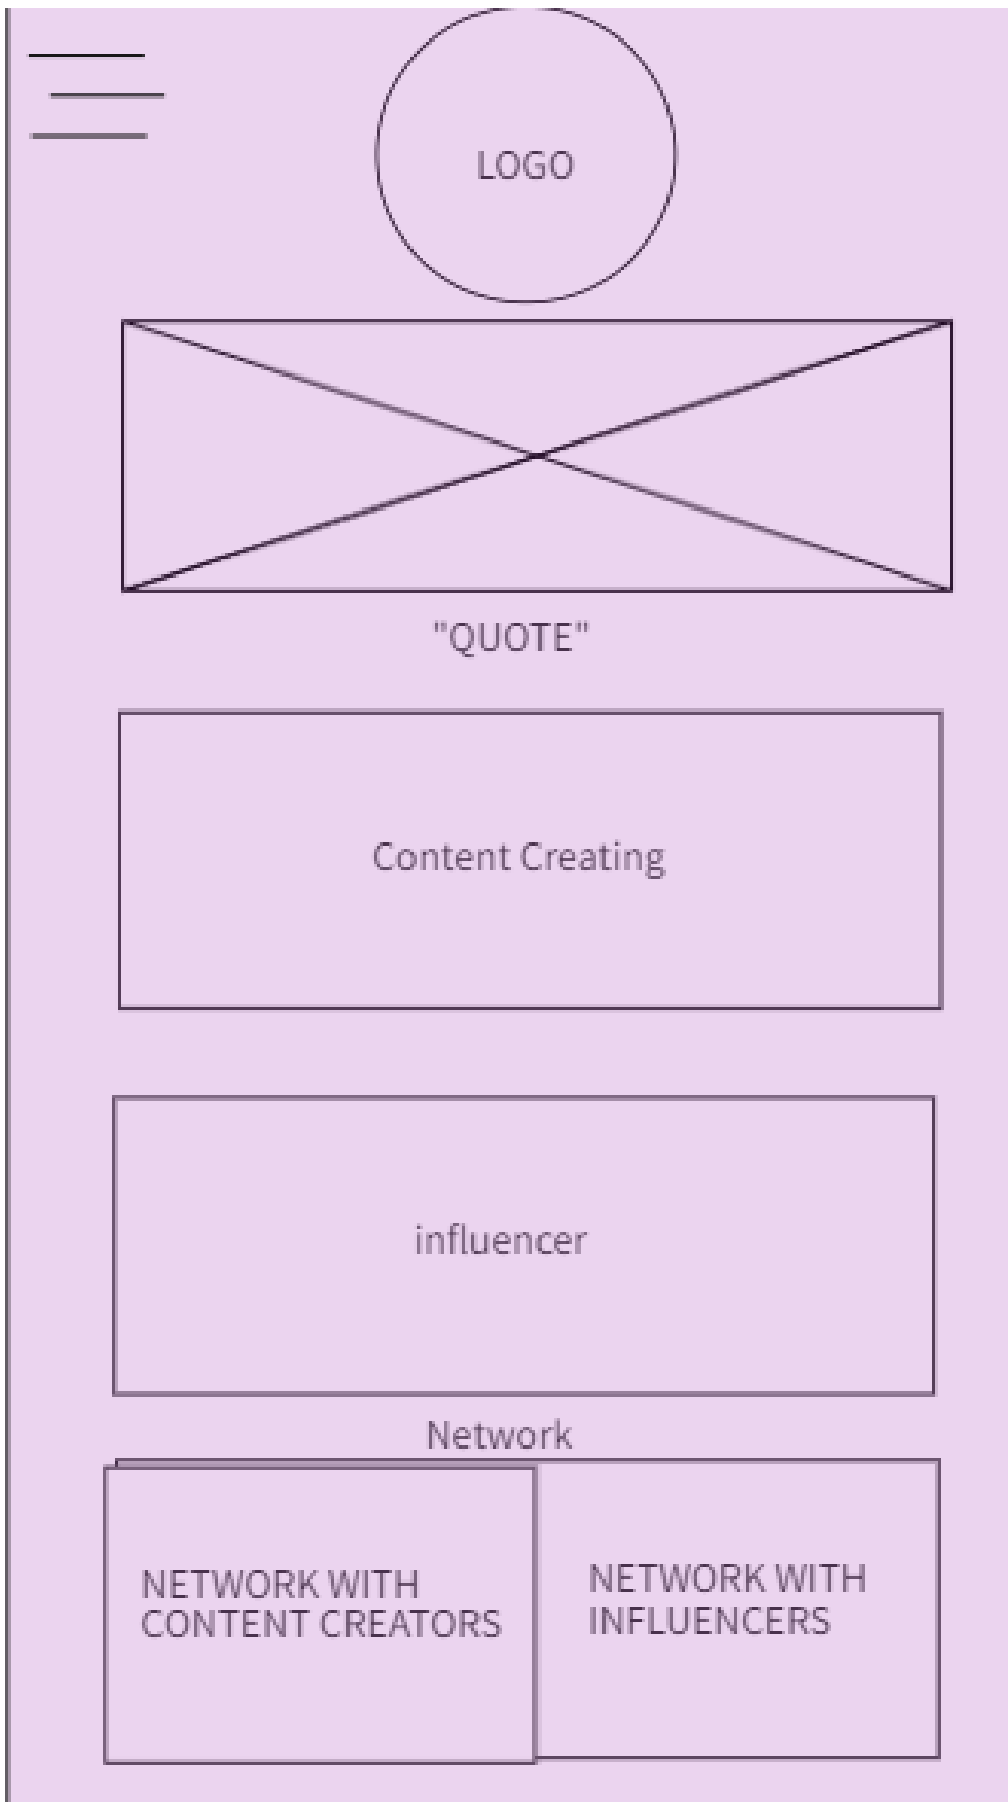 LOGO
"QUOTE"
Content Creating
influencer
Network
NETWORK WITH
CONTENT CREATORS
NETWORK WITH
INFLUENCERS